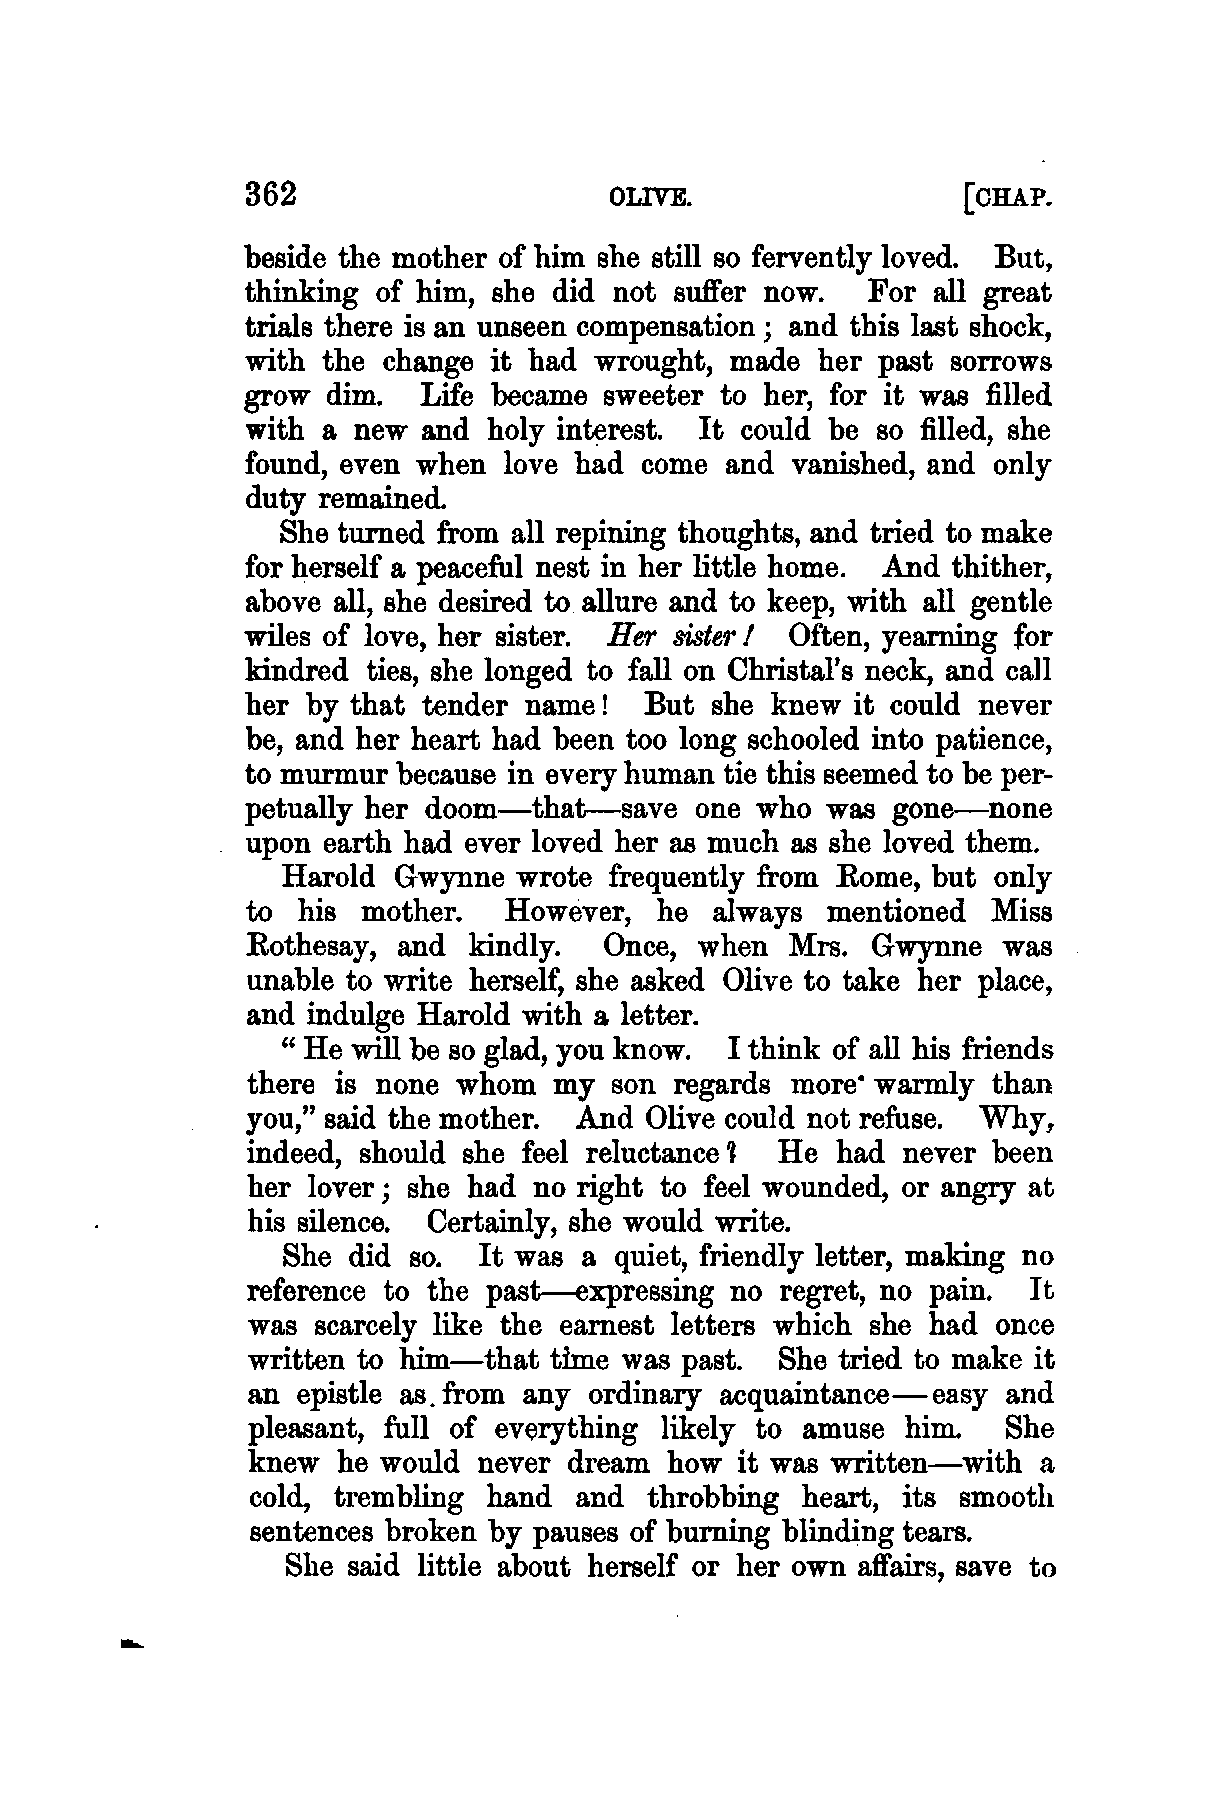 362 OLIVE. [CHAP.
beside the mother of him she still so fervently loved. But,
thinking of him, she did not suffer now. For all great
trials there is an unseen compensation; and this last shock,
with the change it had wrought, made her past sorrows
grow dim. Life became sweeter to her, for it was filled
with a new and holy interest. It could be so filled, she
found, even when love had come and vanished, and only
duty remained.
She turned from all repining thoughts, and tried to make
for herself a peaceful nest in her little home. And thither,
above all, she desired to allure and to keep, with all gentle
wiles of love, her sister. Her sister! Often, yearning for
kindred ties, she longed to fall on Christal's neck, and call
her by that tender name! But she knew it could never
be, and her heart had been too long schooled into patience,
to murmur because in every human tie this seemed to be per-
petually her doom—that—save one who was gone—none
upon earth had ever loved her as much as she loved them.
Harold Gwynne wrote frequently from Rome, but only
to his mother. However, he always mentioned Miss
Rothesay, and kindly. Once, when Mrs. Gwynne was
unable to write herself, she asked Olive to take her place,
and indulge Harold with a letter.
"He will be so glad, you know. I think of all his friends
there is none whom my son regards more warmly than
you," said the mother. And Olive could not refuse. Why,
indeed, should she feel reluctance? He had never been
her lover; she had no right to feel wounded, or angry at
his silence. Certainly, she would write.
She did so. It was a quiet, friendly letter, making no
reference to the past—expressing no regret, no pain. It
was scarcely like the earnest letters which she had once
written to him—that time was past. She tried to make it
an epistle as from any ordinary acquaintance—easy and
pleasant, full of everything likely to amuse him. She
knew he would never dream how it was written—with a
cold, trembling hand and throbbing heart, its smooth
sentences broken by pauses of burning blinding tears.
She said little about herself or her own affairs, save to